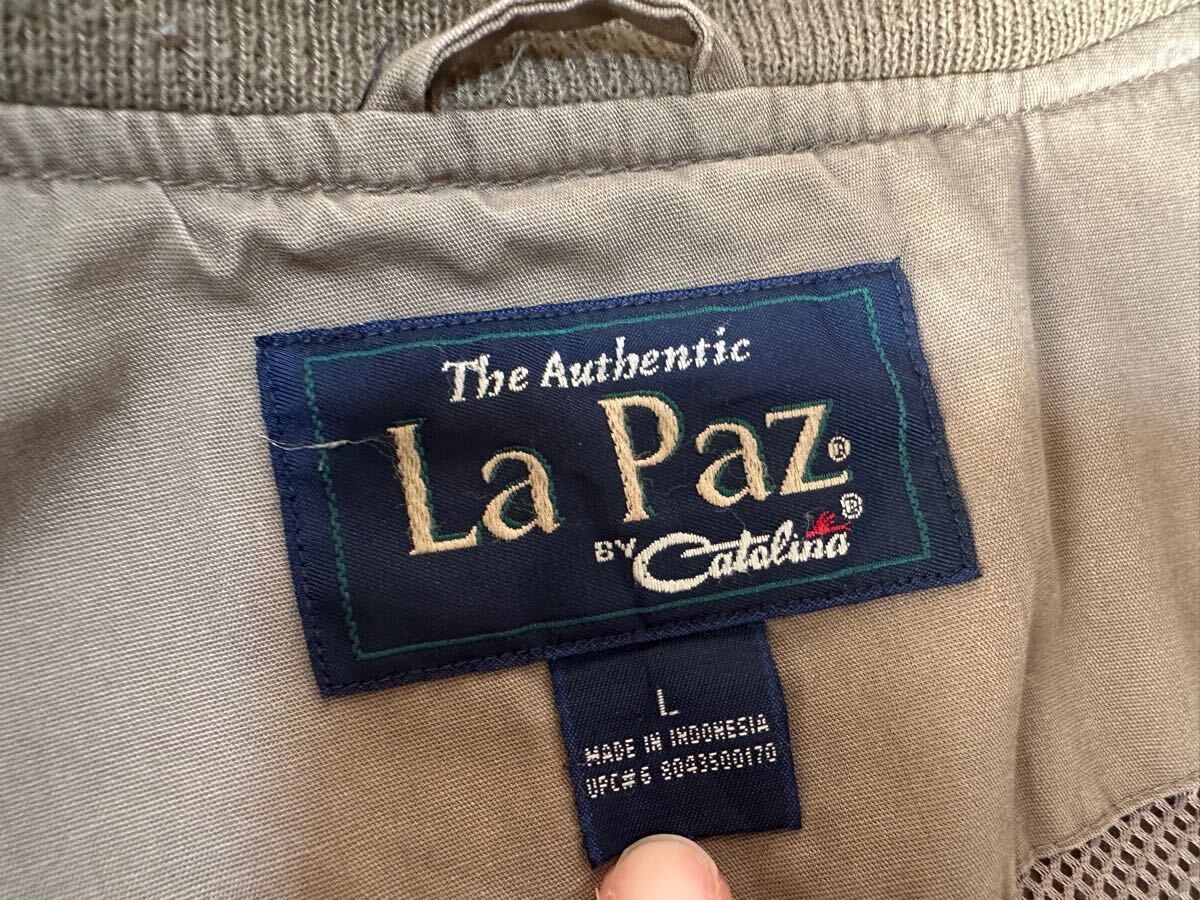 The Authentic
La Paz®
BY Catalina®
L
MADE IN INDONESIA
UPC#6 8043500170